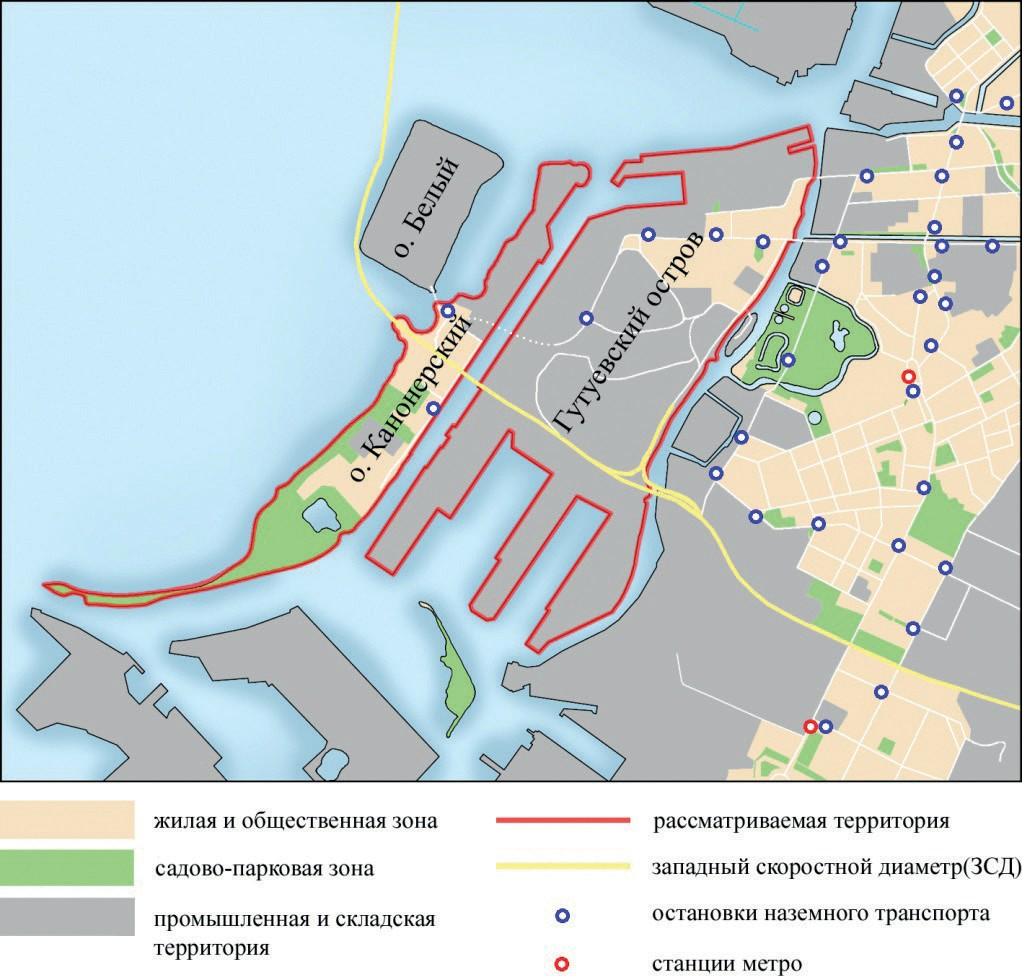 о. Белый
о. Канонерский
Гутуевский остров
жилая и общественная зона
садово-парковая зона
промышленная и складская
территория
рассматриваемая территория
западный скоростной диаметр(ЗСД)
остановки наземного транспорта
станции метро